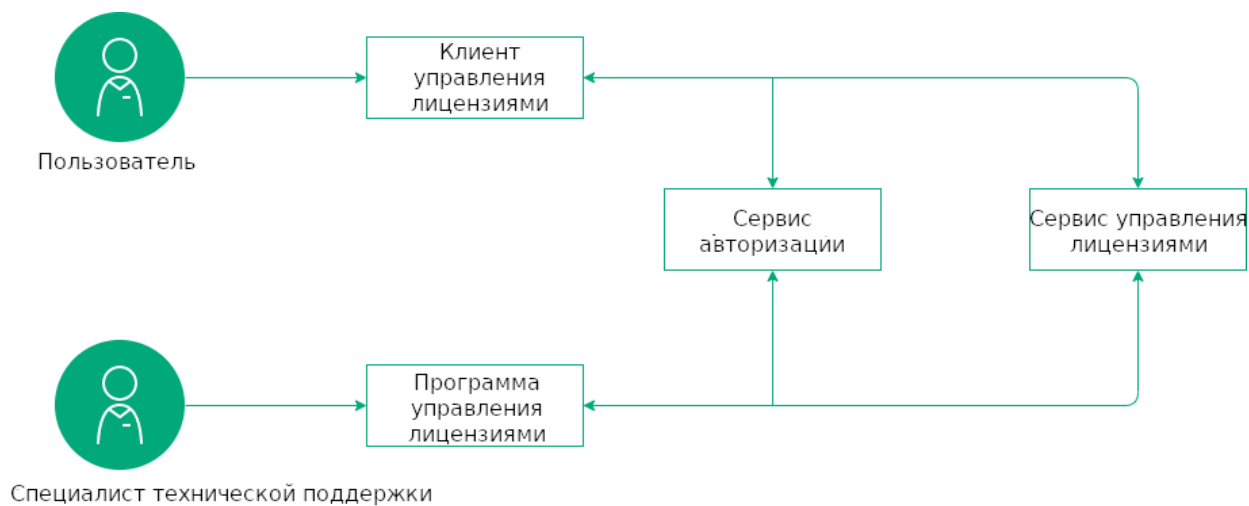 Клиент
управления
лицензиями
Пользователь
Сервис
авторизации
Сервис управления
лицензиями
Программа
управления
лицензиями
Специалист технической поддержки